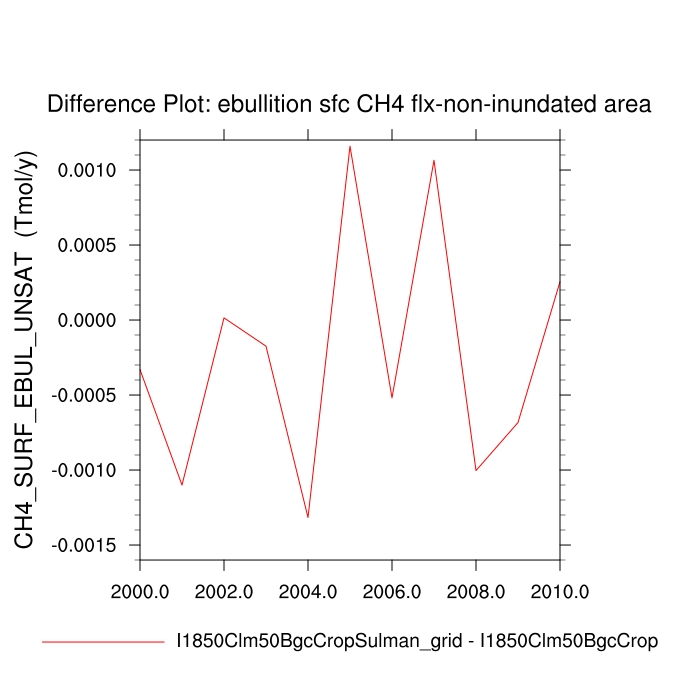 Difference Plot: ebullition sfc CH4 flx-non-inundated area
CH4_SURF_EBUL_UNSAT (Tmol/y)
0.0010
0.0005
0.0000
-0.0005
-0.0010
-0.0015
2000.0 2002.0 2004.0 2006.0 2008.0 2010.0
I1850Clm50BgcCropSulman_grid - I1850Clm50BgcCrop